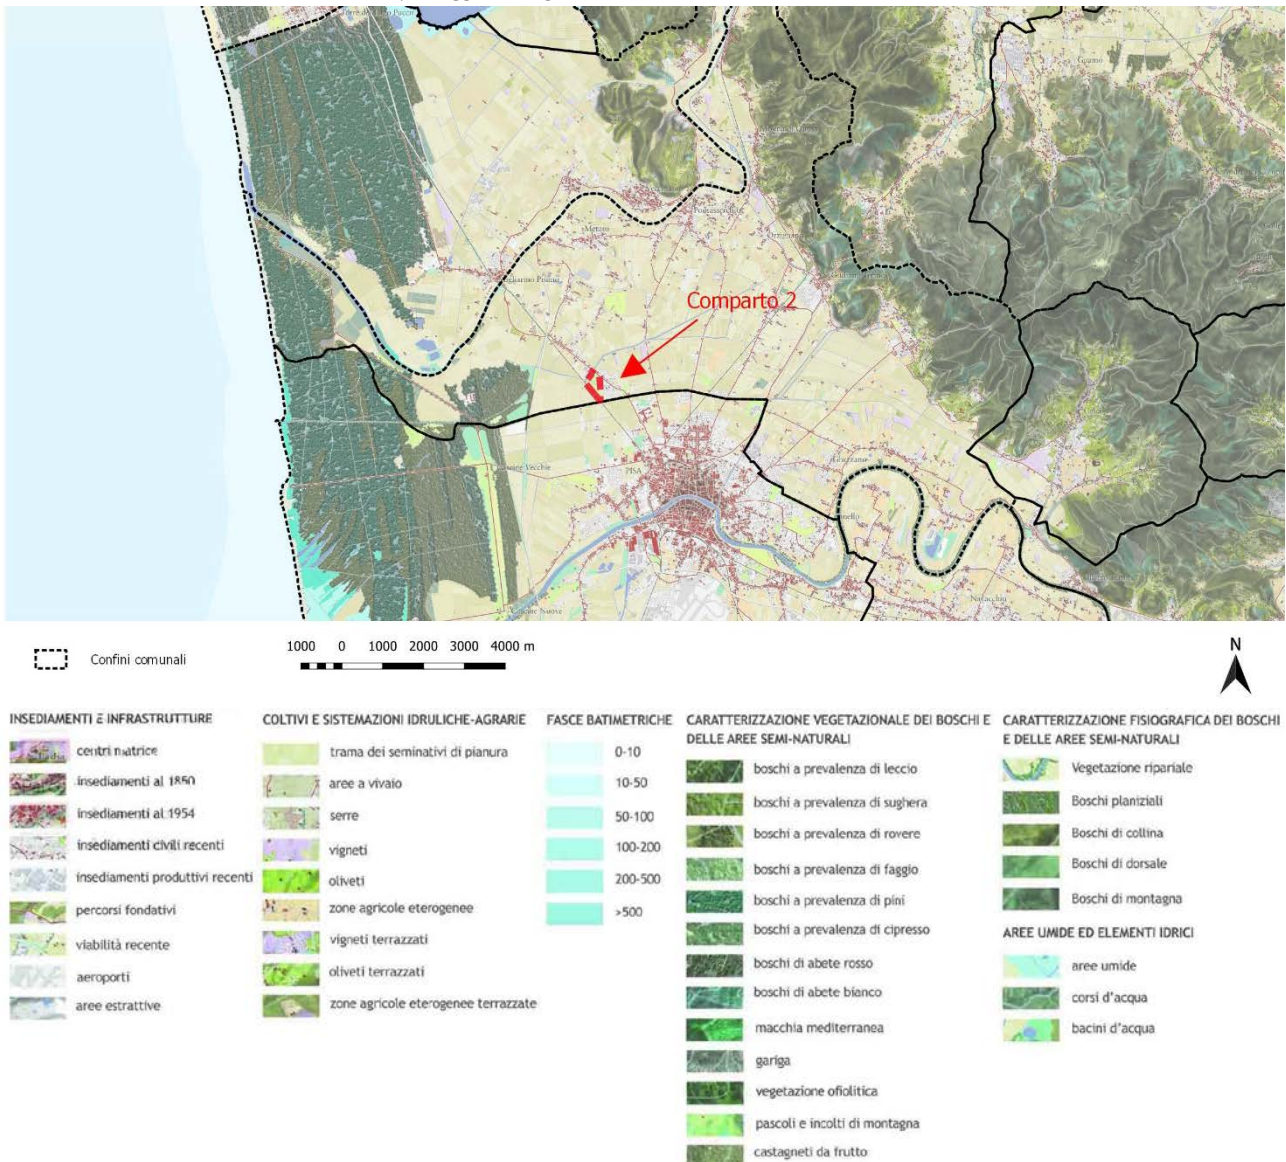 Comparto 2
Metato
PISA
Cascine Nuove
Confini comunali
1000 0 1000 2000 3000 4000 m
N
INSEDIAMENTI E INFRASTRUTTURE
centri matrice
insediamenti al 1850
insediamenti al 1954
insediamenti civili recenti
insediamenti produttivi recenti
percorsi fondativi
viabilità recente
aeroporti
aree estrattive
COLTIVI E SISTEMAZIONI IDRULICHE-AGRARIE
trama dei seminativi di pianura
aree a vivaio
serre
vigneti
oliveti
zone agricole eterogenee
vigneti terrazzati
oliveti terrazzati
zone agricole eterogenee terrazzate
FASCE BATIMETRICHE
0-10
10-50
50-100
100-200
200-500
>500
CARATTERIZZAZIONE VEGETAZIONALE DEI BOSCHI E
DELLE AREE SEMI-NATURALI
boschi a prevalenza di leccio
boschi a prevalenza di sughera
boschi a prevalenza di rovere
boschi a prevalenza di faggio
boschi a prevalenza di pini
boschi a prevalenza di cipresso
boschi di abete rosso
boschi di abete bianco
macchia mediterranea
gariga
vegetazione ofiolitica
pascoli e incolti di montagna
castagneti da frutto
CARATTERIZZAZIONE FISIOGRAFICA DEI BOSCHI
E DELLE AREE SEMI-NATURALI
Vegetazione ripariale
Boschi planiziali
Boschi di collina
Boschi di dorsale
Boschi di montagna
AREE UMIDE ED ELEMENTI IDRICI
aree umide
corsi d'acqua
bacini d'acqua